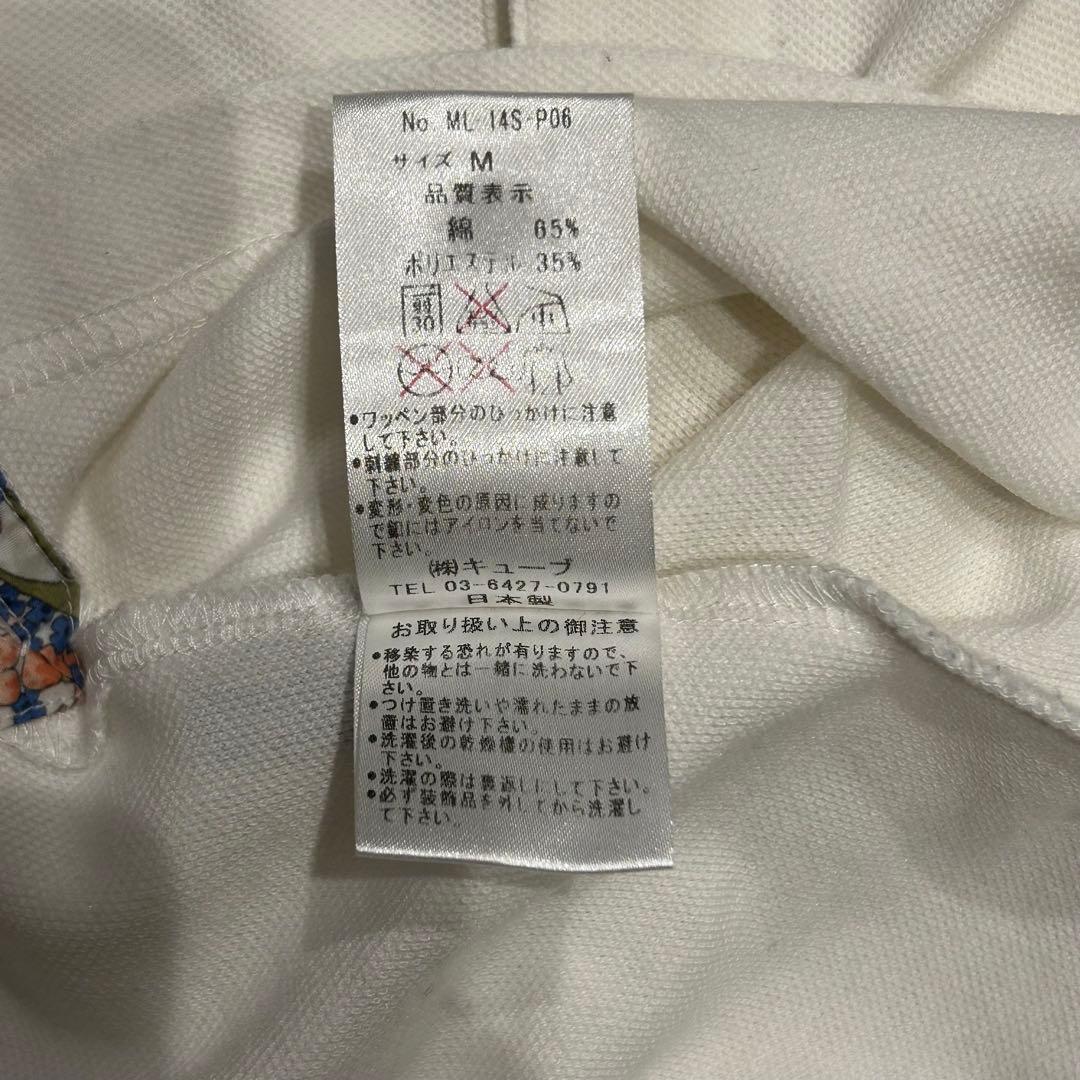 No ML 14S-P06
サイズ M
品質表示
綿 65%
ポリエステル 35%
弱
30
中
●ワッペン部分のひっかけに注意
して下さい。
●刺繍部分のひっかけに注意して
下さい。
●変形・変色の原因に成りますの
で釦にはアイロンを当てないで
下さい。
(株)キューブ
TEL 03-6427-0791
日本製
お取り扱い上の御注意
●移染する恐れが有りますので、
他の物とは一緒に洗わないで下
さい。
●つけ置き洗いや濡れたままの放
置はお避け下さい。
●洗濯後の乾燥機の使用はお避け
下さい。
●洗濯の際は裏返しにして下さい。
●必ず装飾品を外してから洗濯し
て下さい。